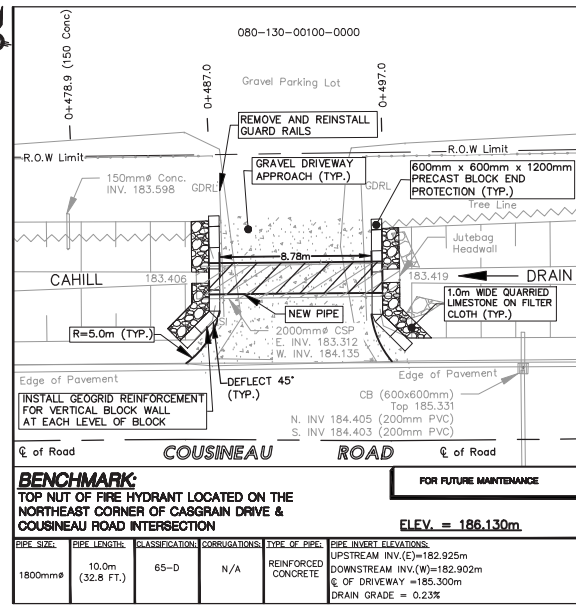 080-130-00100-0000
0+478.9 (150 Conc)
0+487.0
0+497.0
Gravel Parking Lot
REMOVE AND REINSTALL
GUARD RAILS
R.O.W Limit
R.O.W Limit
150mmø Conc.
INV. 183.598
GDRL
GRAVEL DRIVEWAY
APPROACH (TYP.)
GDRL
600mm x 600mm x 1200mm
PRECAST BLOCK END
PROTECTION (TYP.)
Tree Line
Jutebag
Headwall
8.78m
CAHILL
183.406
183.419
DRAIN
NEW PIPE
1.0m WIDE QUARRIED
LIMESTONE ON FILTER
CLOTH (TYP.)
R=5.0m (TYP.)
2000mmø CSP
E. INV. 183.312
W. INV. 184.135
Edge of Pavement
DEFLECT 45°
(TYP.)
Edge of Pavement
INSTALL GEOGRID REINFORCEMENT
FOR VERTICAL BLOCK WALL
AT EACH LEVEL OF BLOCK
CB (600x600mm)
Top 185.331
N. INV 184.405 (200mm PVC)
S. INV 184.403 (200mm PVC)
℄ of Road
COUSINEAU ROAD
℄ of Road
BENCHMARK:
TOP NUT OF FIRE HYDRANT LOCATED ON THE
NORTHEAST CORNER OF CASGRAIN DRIVE &
COUSINEAU ROAD INTERSECTION
FOR FUTURE MAINTENANCE
ELEV. = 186.130m
PIPE SIZE:
1800mmø
PIPE LENGTH:
10.0m
(32.8 FT.)
CLASSIFICATION:
65-D
CORRUGATIONS:
N/A
TYPE OF PIPE:
REINFORCED
CONCRETE
PIPE INVERT ELEVATIONS:
UPSTREAM INV.(E)=182.925m
DOWNSTREAM INV.(W)=182.902m
℄ OF DRIVEWAY =185.300m
DRAIN GRADE = 0.23%